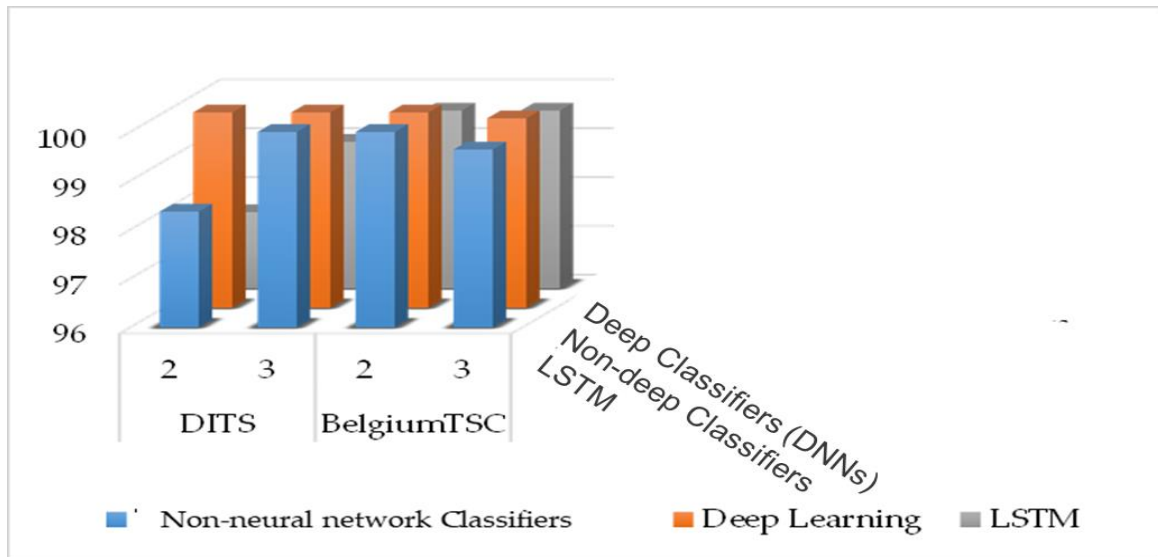 100
99
98
97
96
2 3 2 3
DITS BelgiumTSC
Deep Classifiers (DNNs)
Non-deep Classifiers
LSTM
Non-neural network Classifiers Deep Learning LSTM